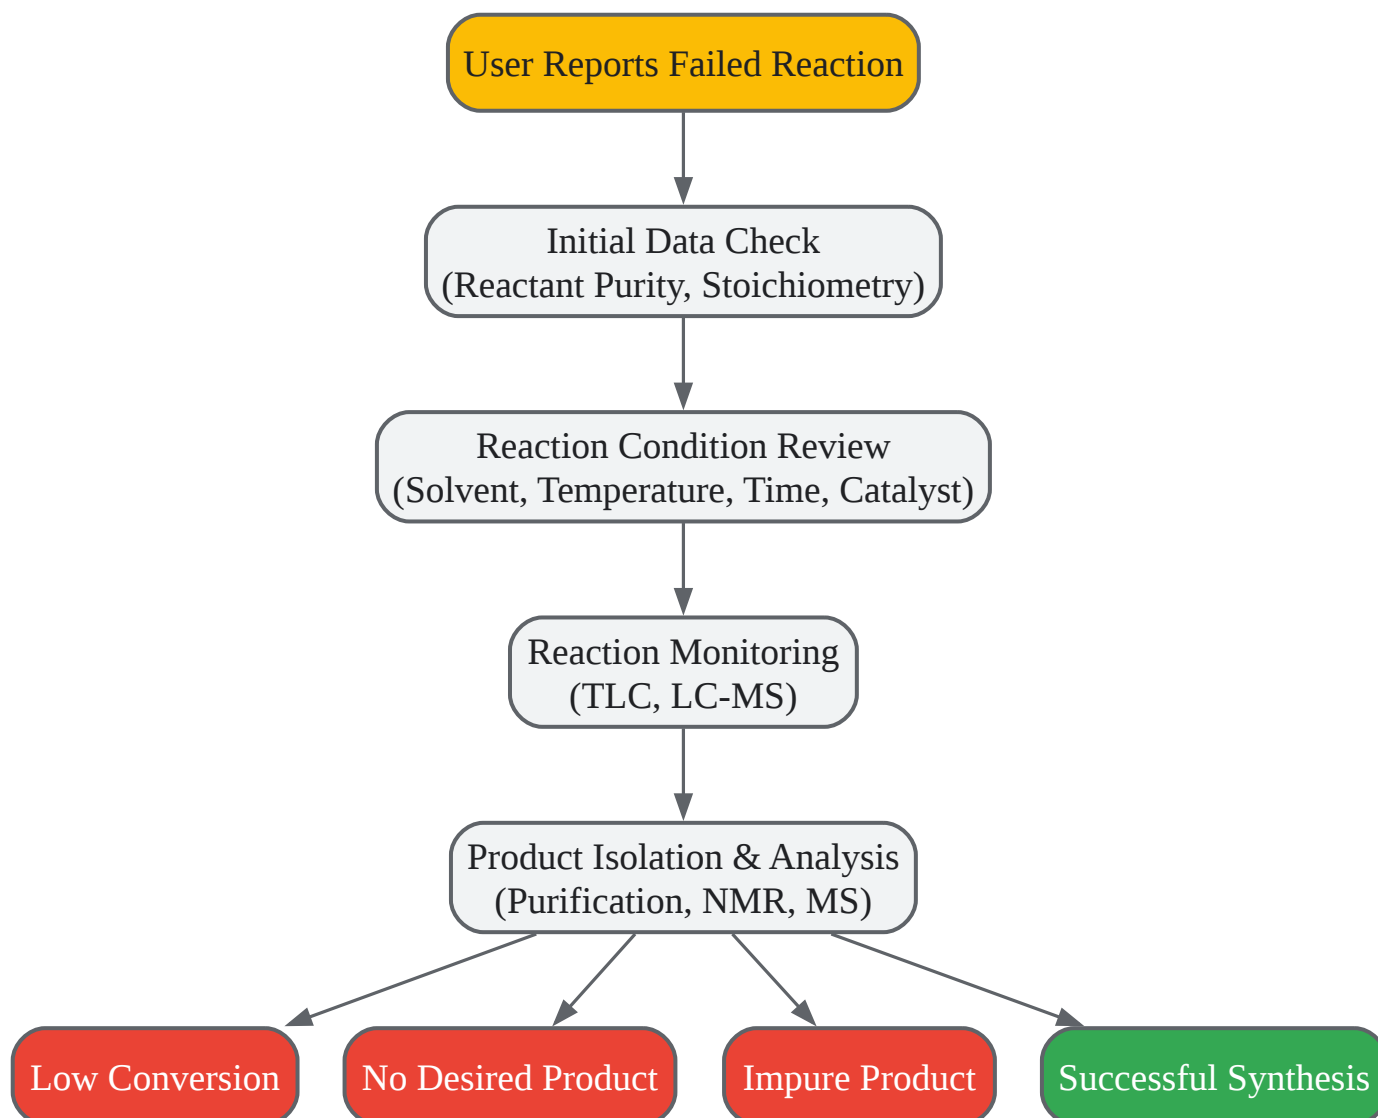 User Reports Failed Reaction
Initial Data Check
(Reactant Purity, Stoichiometry)
Reaction Condition Review
(Solvent, Temperature, Time, Catalyst)
Reaction Monitoring
(TLC, LC-MS)
Product Isolation & Analysis
(Purification, NMR, MS)
Low Conversion
No Desired Product
Impure Product
Successful Synthesis